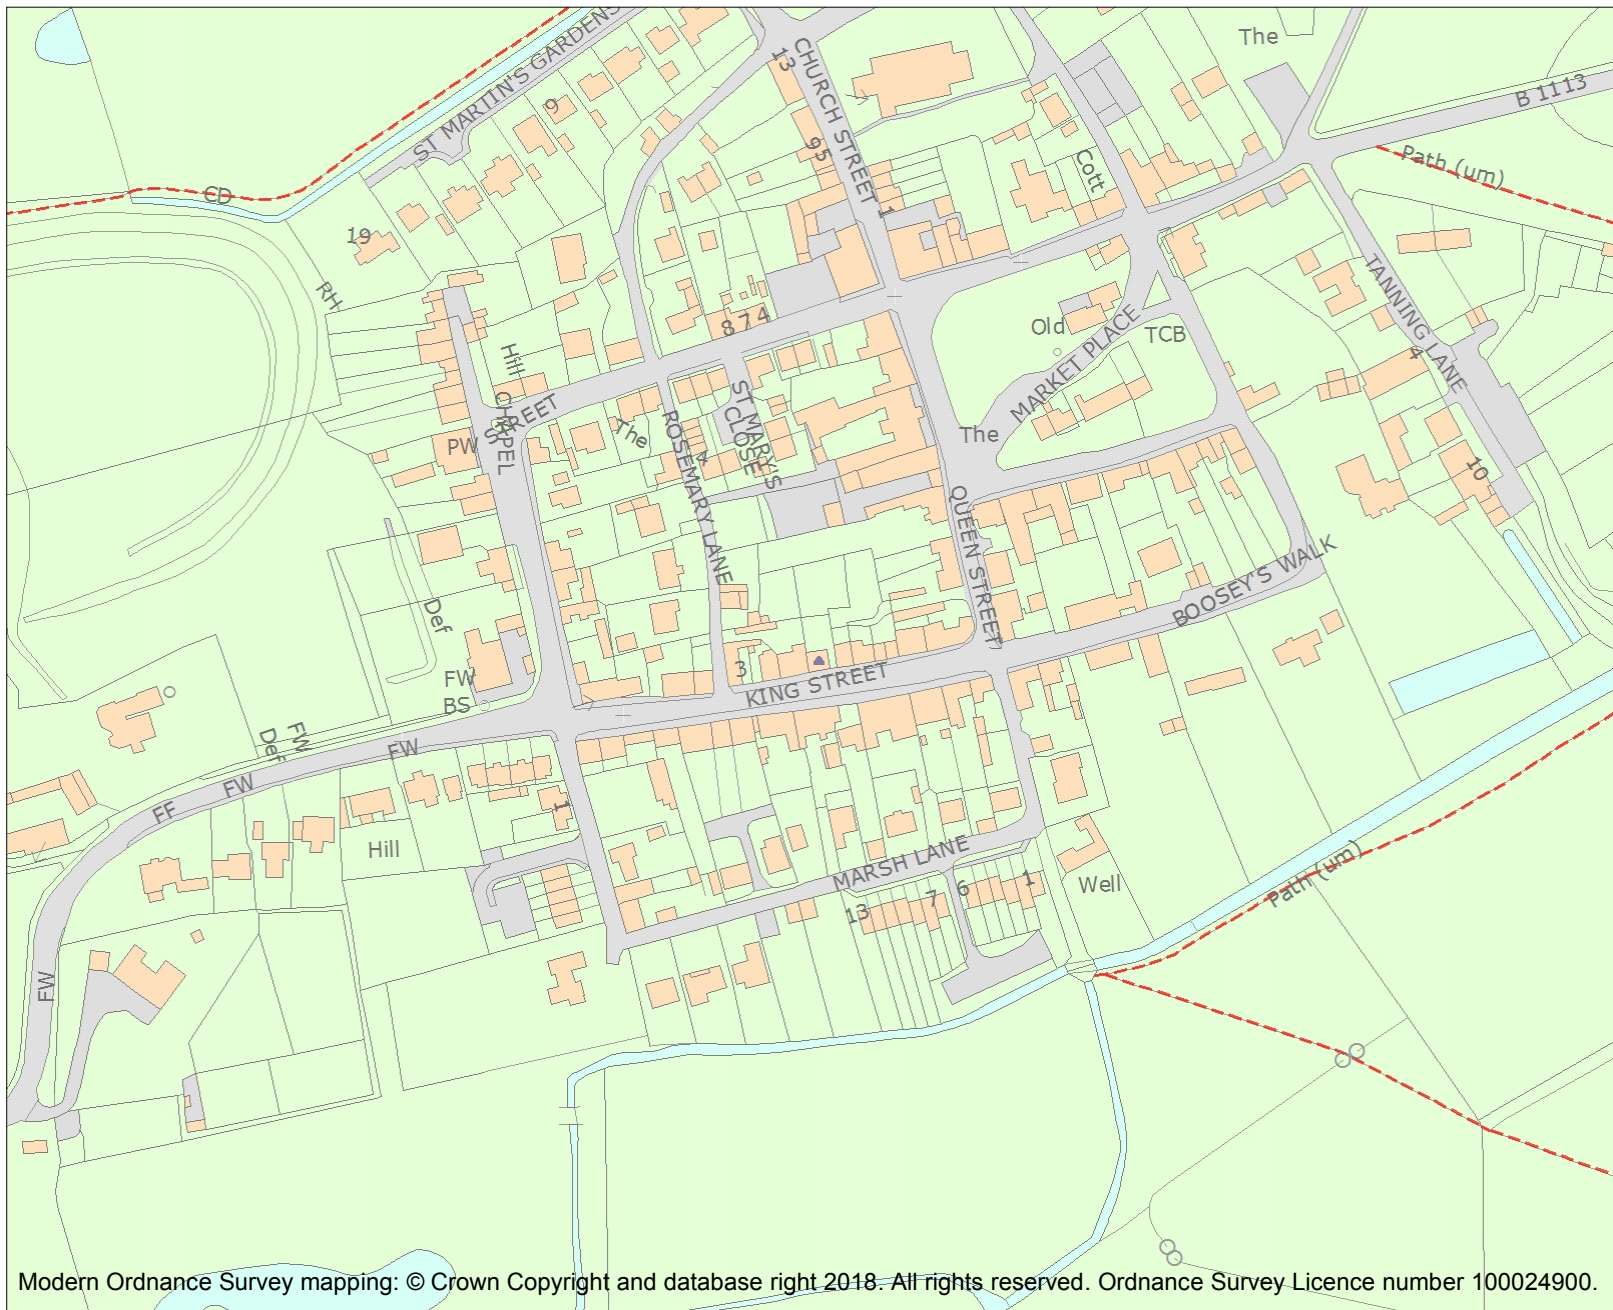 ST MARTIN'S GARDENS
13
CHURCH STREET
The
B 1113
9
95
Path (um)
Cott
CD
1
19
RH
TANNING LANE
8 7 4
Old
MARKET PLACE
TCB
Hill
4
STREET
CHAPEL
PW
The
ROSEMARY LANE
4
ST MARY'S
CLOSE
The
10
QUEEN STREET
BOOSEY'S WALK
Def
3
KING STREET
FW
BS
FW
Def
FW
FW
FF
1
Hill
MARSH LANE
13
7
6
1
Well
Path (um)
FW
Modern Ordnance Survey mapping: © Crown Copyright and database right 2018. All rights reserved. Ordnance Survey Licence number 100024900.